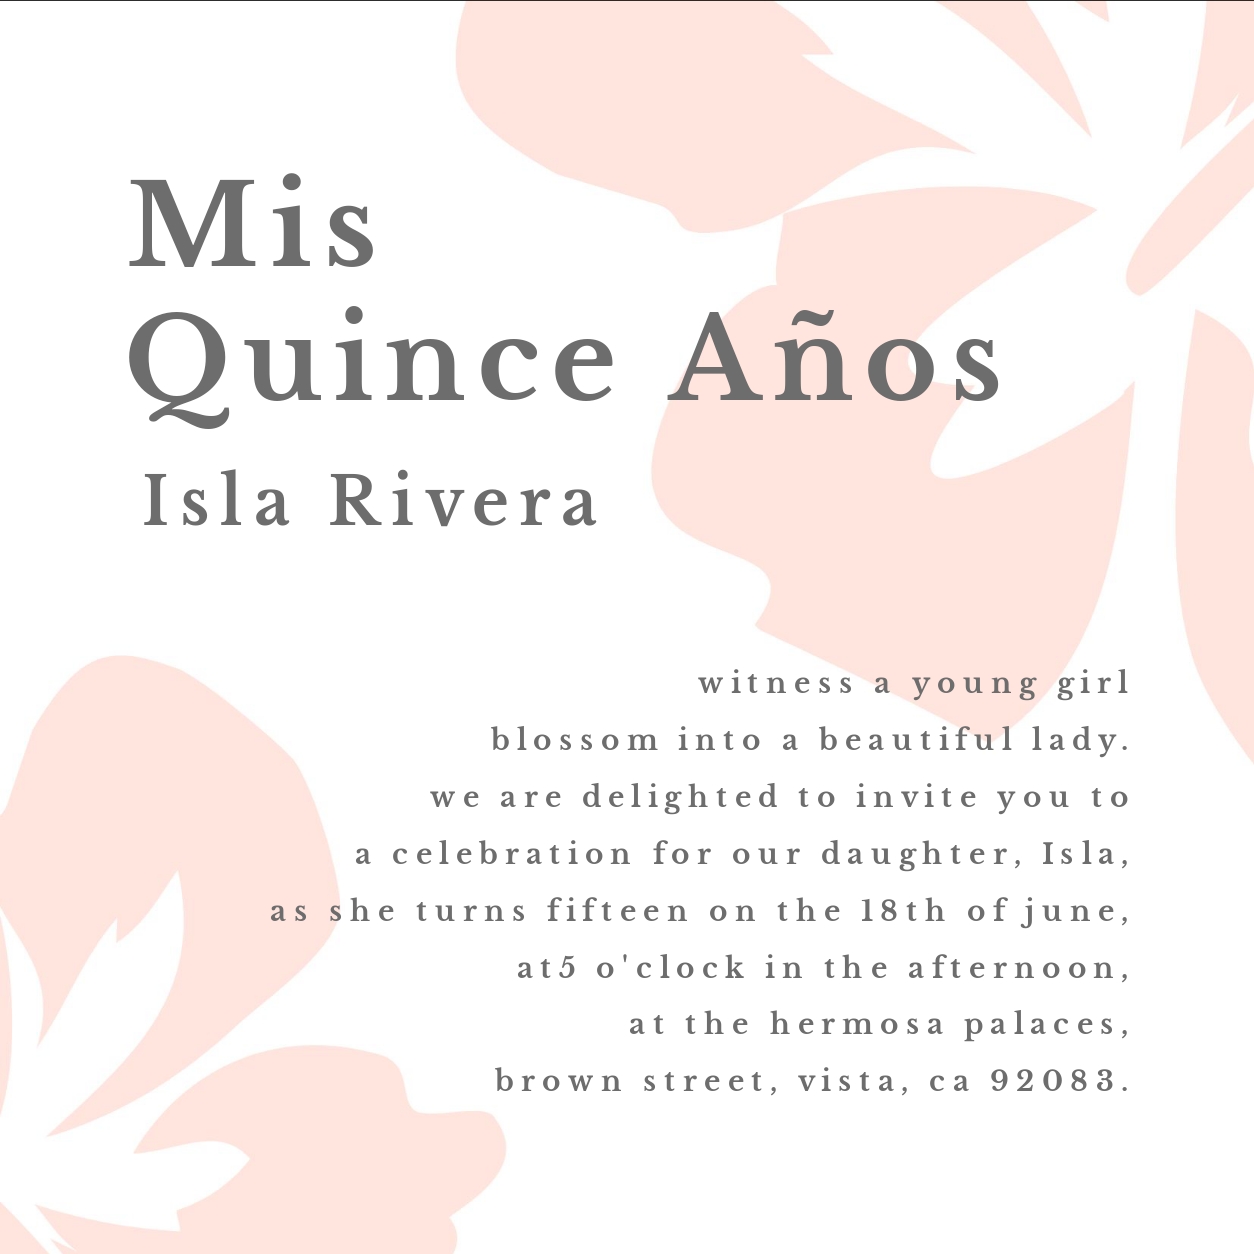 Mis
Quince Años
Isla Rivera
witness a young girl
blossom into a beautiful lady.
we are delighted to invite you to
a celebration for our daughter, Isla,
as she turns fifteen on the 18th of june,
at5 o'clock in the afternoon,
at the hermosa palaces,
brown street, vista, ca 92083.